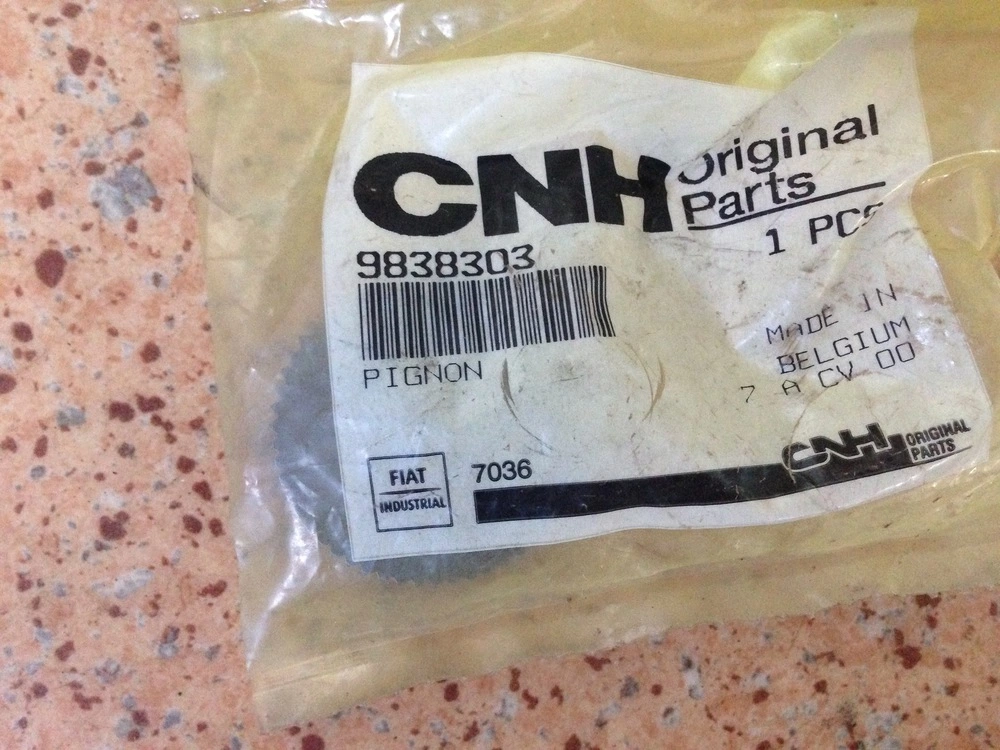 CNH Original
Parts
1 PCS
9838303
PIGNON
MADE IN
BELGIUM
7 A CV 00
FIAT
INDUSTRIAL
7036
CNH ORIGINAL
PARTS